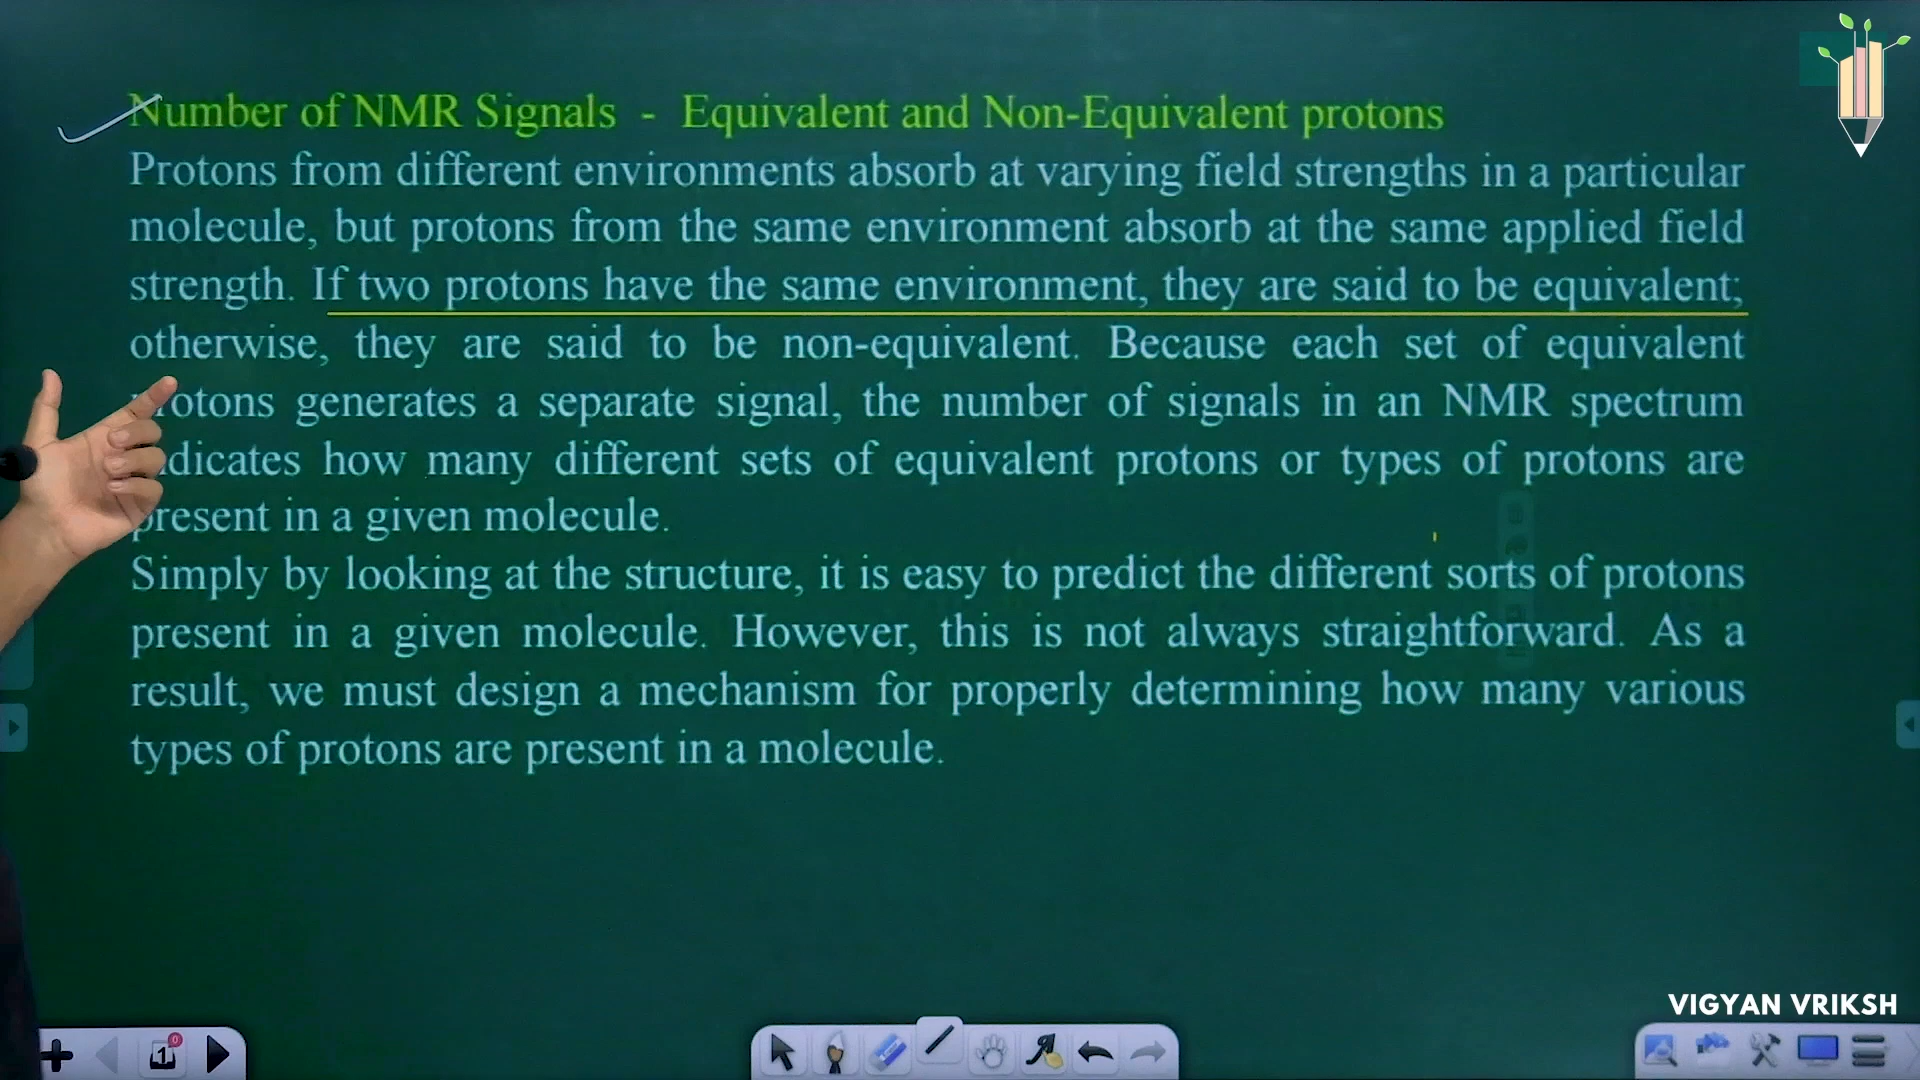 Number of NMR Signals - Equivalent and Non-Equivalent protons
Protons from different environments absorb at varying field strengths in a particular
molecule, but protons from the same environment absorb at the same applied field
strength. If two protons have the same environment, they are said to be equivalent;
otherwise, they are said to be non-equivalent. Because each set of equivalent
generates a separate signal, the number of signals in an NMR spectrum
how many different sets of equivalent protons or types of protons are
present in a given molecule.
Simply by looking at the structure, it is easy to predict the different sorts of protons
present in a given molecule. However, this is not always straightforward. As a
result, we must design a mechanism for properly determining how many various
types of protons are present in a molecule.
VIGYAN VRIKSH
1
0